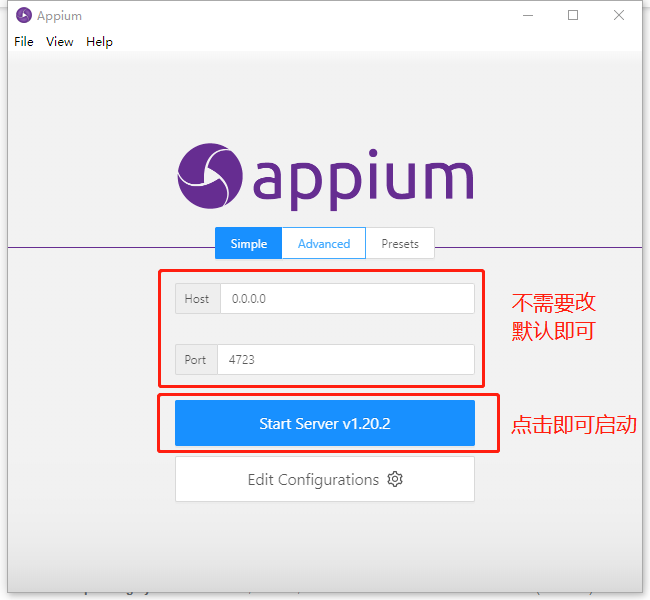 Appium
File View Help
appium
Simple Advanced Presets
Host 0.0.0.0
不需要改
默认即可
Port 4723
Start Server v1.20.2
点击即可启动
Edit Configurations